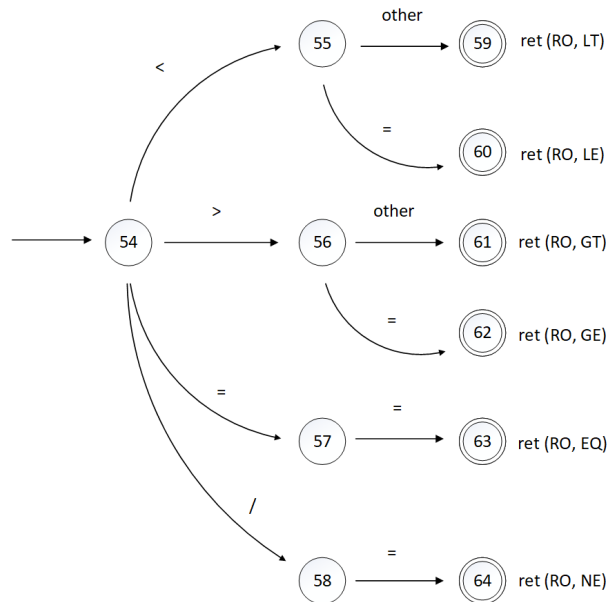 other
55
59
ret (RO, LT)
<
=
60
ret (RO, LE)
>
other
54
56
61
ret (RO, GT)
=
62
ret (RO, GE)
=
=
57
63
ret (RO, EQ)
/
=
58
64
ret (RO, NE)